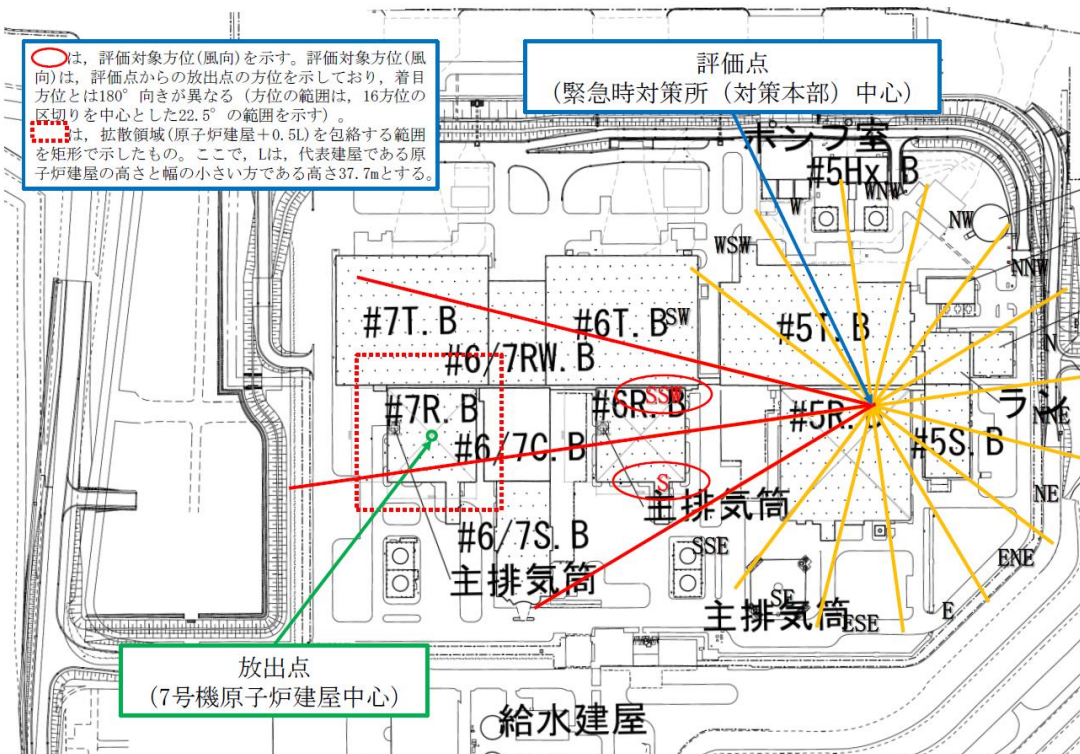 は，評価対象方位(風向)を示す。評価対象方位(風
向)は，評価点からの放出点の方位を示しており，着目
方位とは180°向きが異なる（方位の範囲は，16方位の
区切りを中心とした22.5°の範囲を示す）。
は，拡散領域(原子炉建屋＋0.5L)を包絡する範囲
を矩形で示したもの。ここで，Lは，代表建屋である原
子炉建屋の高さと幅の小さい方である高さ37.7mとする。
評価点
（緊急時対策所（対策本部）中心）
ポンプ室
#5Hx.B
WNW
W
NW
WSW
NNW
#7T.B
#6T.B
SW
#5T.B
N
#6/7RW.B
#7R.B
#6R.B
SSW
#5R.B
NNE
#6/7C.B
#5S.B
S
主排気筒
NE
#6/7S.B
SSE
ENE
主排気筒
SE
主排気筒
ESE
E
放出点
（7号機原子炉建屋中心）
給水建屋